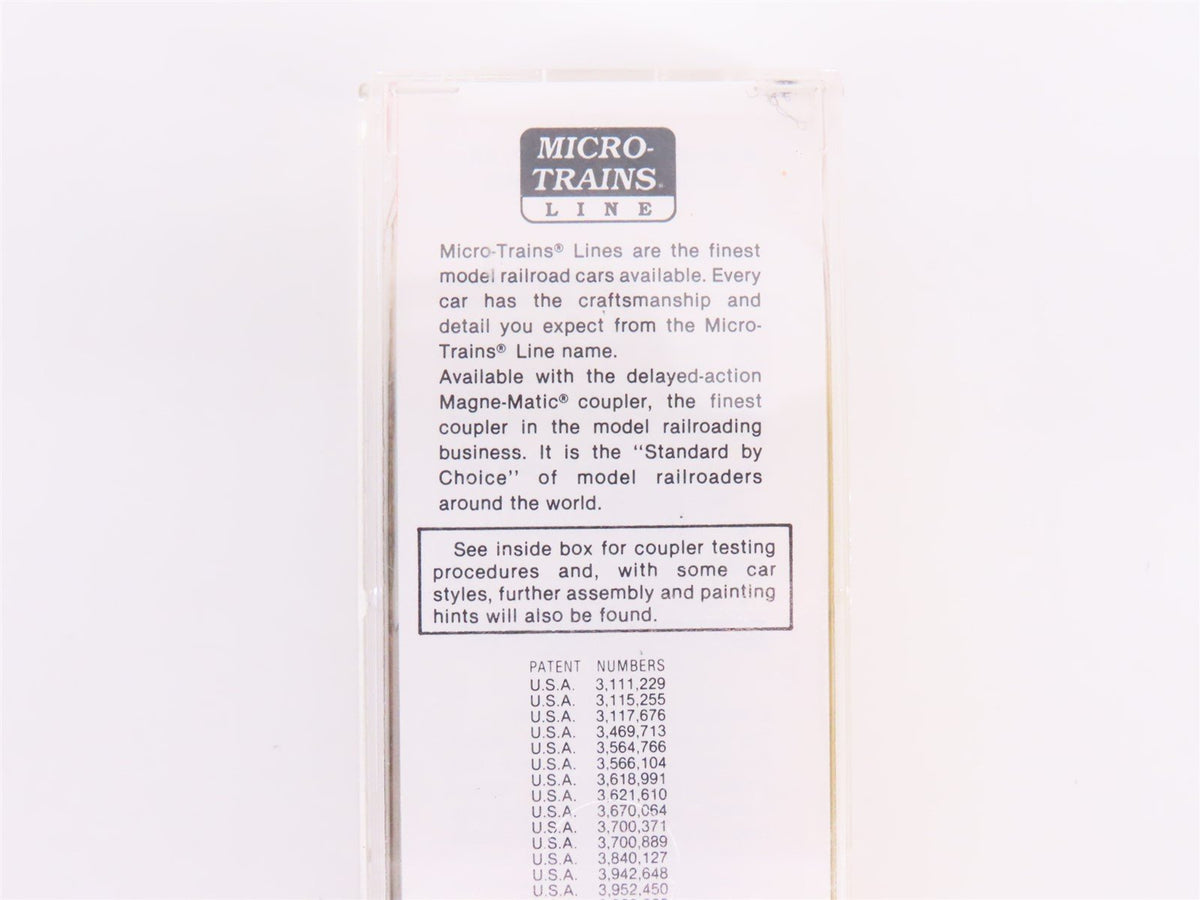 MICRO-
TRAINS®
LINE
Micro-Trains® Lines are the finest
model railroad cars available. Every
car has the craftsmanship and
detail you expect from the Micro-
Trains® Line name.
Available with the delayed-action
Magne-Matic® coupler, the finest
coupler in the model railroading
business. It is the "Standard by
Choice" of model railroaders
around the world.
See inside box for coupler testing
procedures and, with some car
styles, further assembly and painting
hints will also be found.
PATENT NUMBERS
U.S.A. 3,111,229
U.S.A. 3,115,255
U.S.A. 3,117,676
U.S.A. 3,469,713
U.S.A. 3,564,766
U.S.A. 3,566,104
U.S.A. 3,618,991
U.S.A. 3,621,610
U.S.A. 3,670,064
U.S.A. 3,700,371
U.S.A. 3,700,889
U.S.A. 3,840,127
U.S.A. 3,942,648
U.S.A. 3,952,450